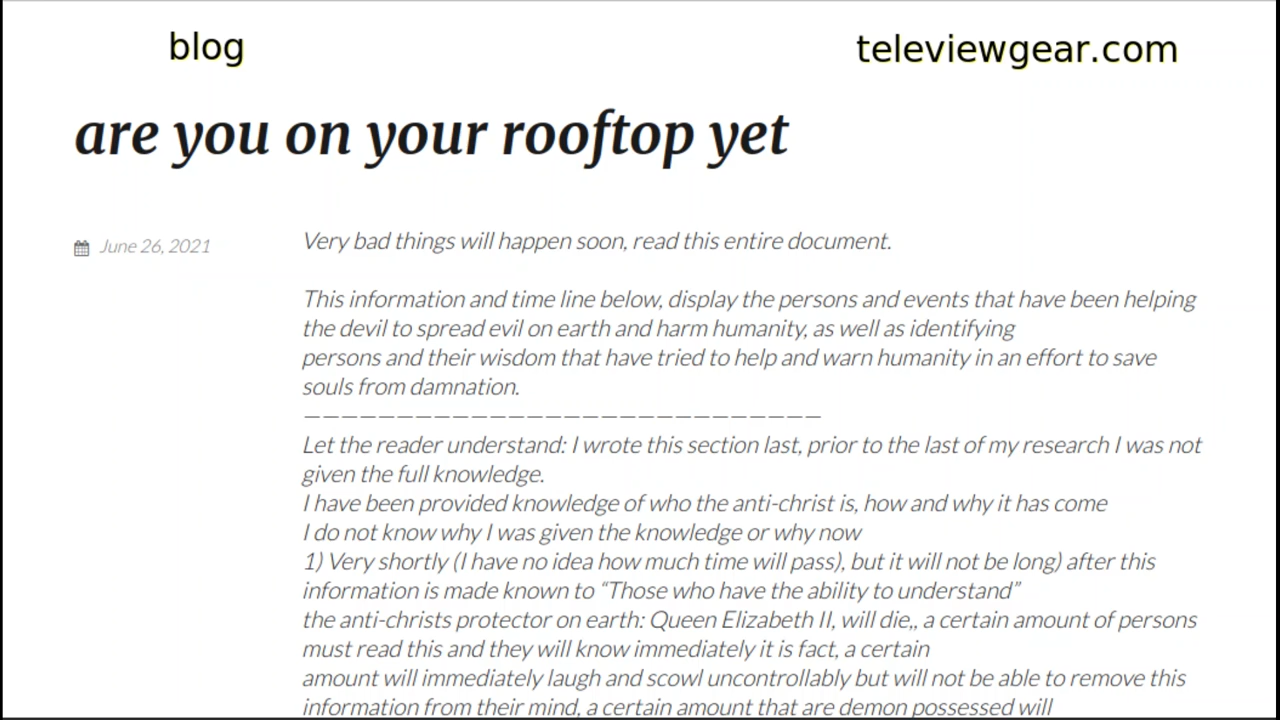 blog
televiewgear.com
are you on your rooftop yet
June 26, 2021
Very bad things will happen soon, read this entire document.
This information and time line below, display the persons and events that have been helping
the devil to spread evil on earth and harm humanity, as well as identifying
persons and their wisdom that have tried to help and warn humanity in an effort to save
souls from damnation.
————————————————————————————
Let the reader understand: I wrote this section last, prior to the last of my research I was not
given the full knowledge.
I have been provided knowledge of who the anti-christ is, how and why it has come
I do not know why I was given the knowledge or why now
1) Very shortly (I have no idea how much time will pass), but it will not be long) after this
information is made known to “Those who have the ability to understand”
the anti-christs protector on earth: Queen Elizabeth II, will die,, a certain amount of persons
must read this and they will know immediately it is fact, a certain
amount will immediately laugh and scowl uncontrollably but will not be able to remove this
information from their mind, a certain amount that are demon possessed will